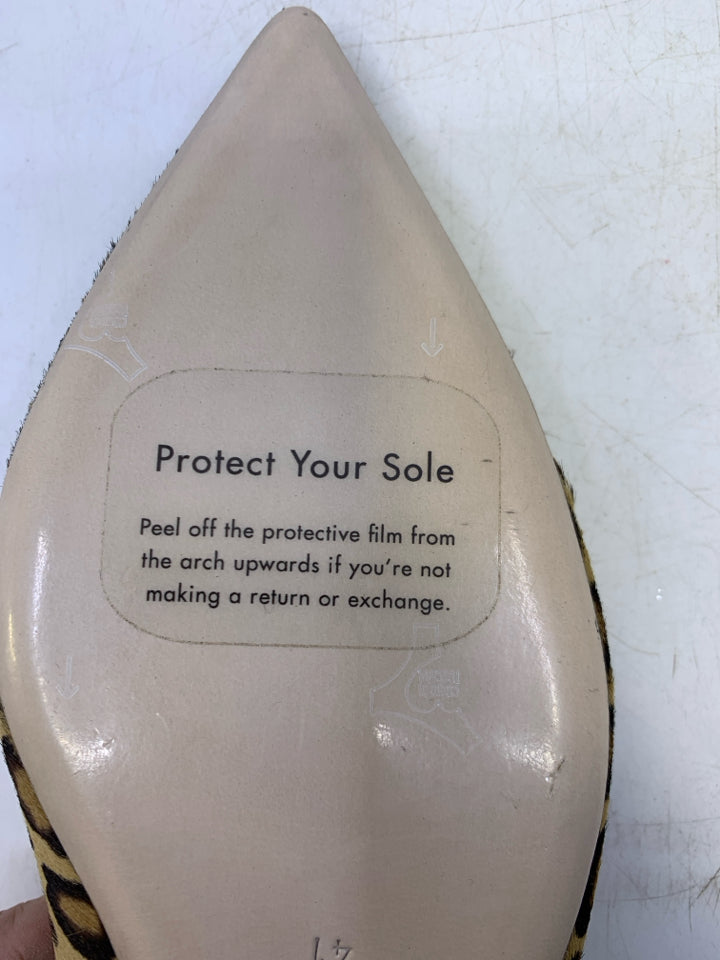 Protect Your Sole
Peel off the protective film from
the arch upwards if you're not
making a return or exchange.
41